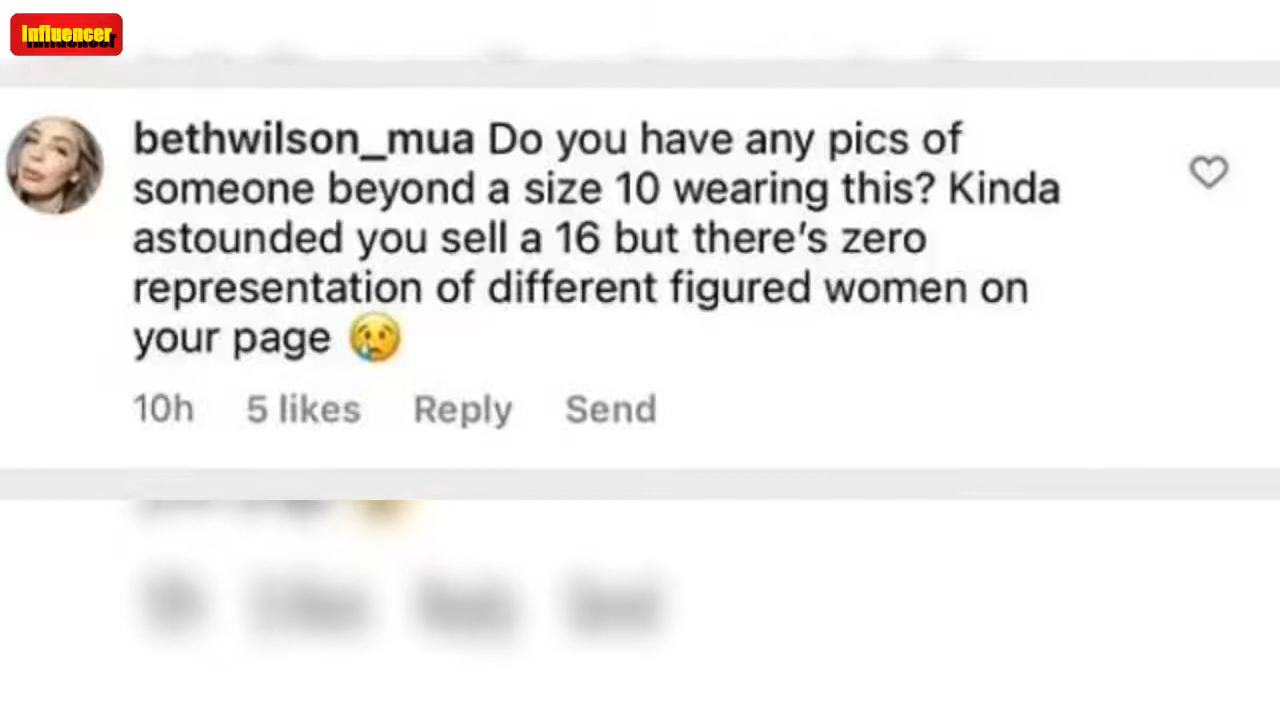 Influencer
bethwilson_mua Do you have any pics of
someone beyond a size 10 wearing this? Kinda
astounded you sell a 16 but there's zero
representation of different figured women on
your page 😢
10h 5 likes Reply Send